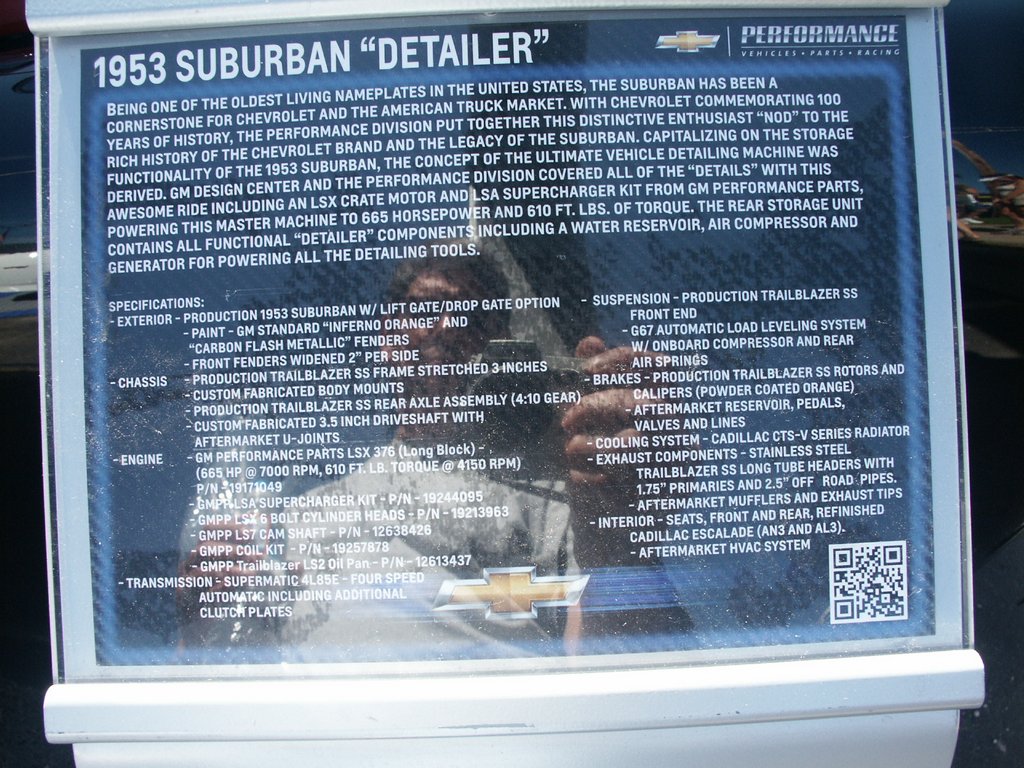 1953 SUBURBAN “DETAILER”
PERFORMANCE
VEHICLES • PARTS • RACING
BEING ONE OF THE OLDEST LIVING NAMEPLATES IN THE UNITED STATES, THE SUBURBAN HAS BEEN A
CORNERSTONE FOR CHEVROLET AND THE AMERICAN TRUCK MARKET. WITH CHEVROLET COMMEMORATING 100
YEARS OF HISTORY, THE PERFORMANCE DIVISION PUT TOGETHER THIS DISTINCTIVE ENTHUSIAST “NOD” TO THE
RICH HISTORY OF THE CHEVROLET BRAND AND THE LEGACY OF THE SUBURBAN. CAPITALIZING ON THE STORAGE
FUNCTIONALITY OF THE 1953 SUBURBAN, THE CONCEPT OF THE ULTIMATE VEHICLE DETAILING MACHINE WAS
DERIVED. GM DESIGN CENTER AND THE PERFORMANCE DIVISION COVERED ALL OF THE “DETAILS” WITH THIS
AWESOME RIDE INCLUDING AN LSX CRATE MOTOR AND LSA SUPERCHARGER KIT FROM GM PERFORMANCE PARTS,
POWERING THIS MASTER MACHINE TO 665 HORSEPOWER AND 610 FT. LBS. OF TORQUE. THE REAR STORAGE UNIT
CONTAINS ALL FUNCTIONAL “DETAILER” COMPONENTS INCLUDING A WATER RESERVOIR, AIR COMPRESSOR AND
GENERATOR FOR POWERING ALL THE DETAILING TOOLS.
SPECIFICATIONS:
- EXTERIOR - PRODUCTION 1953 SUBURBAN W/ LIFT GATE/DROP GATE OPTION
- PAINT - GM STANDARD “INFERNO ORANGE” AND
“CARBON FLASH METALLIC” FENDERS
- FRONT FENDERS WIDENED 2” PER SIDE
- CHASSIS - PRODUCTION TRAILBLAZER SS FRAME STRETCHED 3 INCHES
- CUSTOM FABRICATED BODY MOUNTS
- PRODUCTION TRAILBLAZER SS REAR AXLE ASSEMBLY (4:10 GEAR)
- CUSTOM FABRICATED 3.5 INCH DRIVESHAFT WITH
AFTERMARKET U-JOINTS
- ENGINE - GM PERFORMANCE PARTS LSX 376 (Long Block) -
(665 HP @ 7000 RPM, 610 FT. LB. TORQUE @ 4150 RPM)
P/N - 19171049
- GMPP LSA SUPERCHARGER KIT - P/N - 19244095
- GMPP LSX 6 BOLT CYLINDER HEADS - P/N - 19213963
- GMPP LS7 CAM SHAFT - P/N - 12638426
- GMPP COIL KIT - P/N - 19257878
- GMPP Trailblazer LS2 Oil Pan - P/N - 12613437
- TRANSMISSION - SUPERMATIC 4L85E - FOUR SPEED
AUTOMATIC INCLUDING ADDITIONAL
CLUTCH PLATES
- SUSPENSION - PRODUCTION TRAILBLAZER SS
FRONT END
- G67 AUTOMATIC LOAD LEVELING SYSTEM
W/ ONBOARD COMPRESSOR AND REAR
AIR SPRINGS
- BRAKES - PRODUCTION TRAILBLAZER SS ROTORS AND
CALIPERS (POWDER COATED ORANGE)
- AFTERMARKET RESERVOIR, PEDALS,
VALVES AND LINES
- COOLING SYSTEM - CADILLAC CTS-V SERIES RADIATOR
- EXHAUST COMPONENTS - STAINLESS STEEL
TRAILBLAZER SS LONG TUBE HEADERS WITH
1.75” PRIMARIES AND 2.5” OFF ROAD PIPES.
- AFTERMARKET MUFFLERS AND EXHAUST TIPS
- INTERIOR - SEATS, FRONT AND REAR, REFINISHED
CADILLAC ESCALADE (AN3 AND AL3).
- AFTERMARKET HVAC SYSTEM